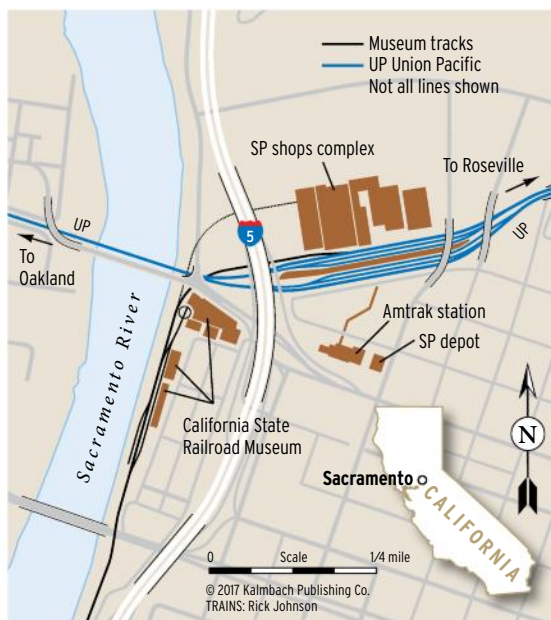 Museum tracks
UP Union Pacific
Not all lines shown
SP shops complex
To Roseville
UP
UP
5
To
Oakland
Amtrak station
SP depot
Sacramento River
California State
Railroad Museum
N
Sacramento
CALIFORNIA
0 Scale 1/4 mile
© 2017 Kalmbach Publishing Co.
TRAINS: Rick Johnson